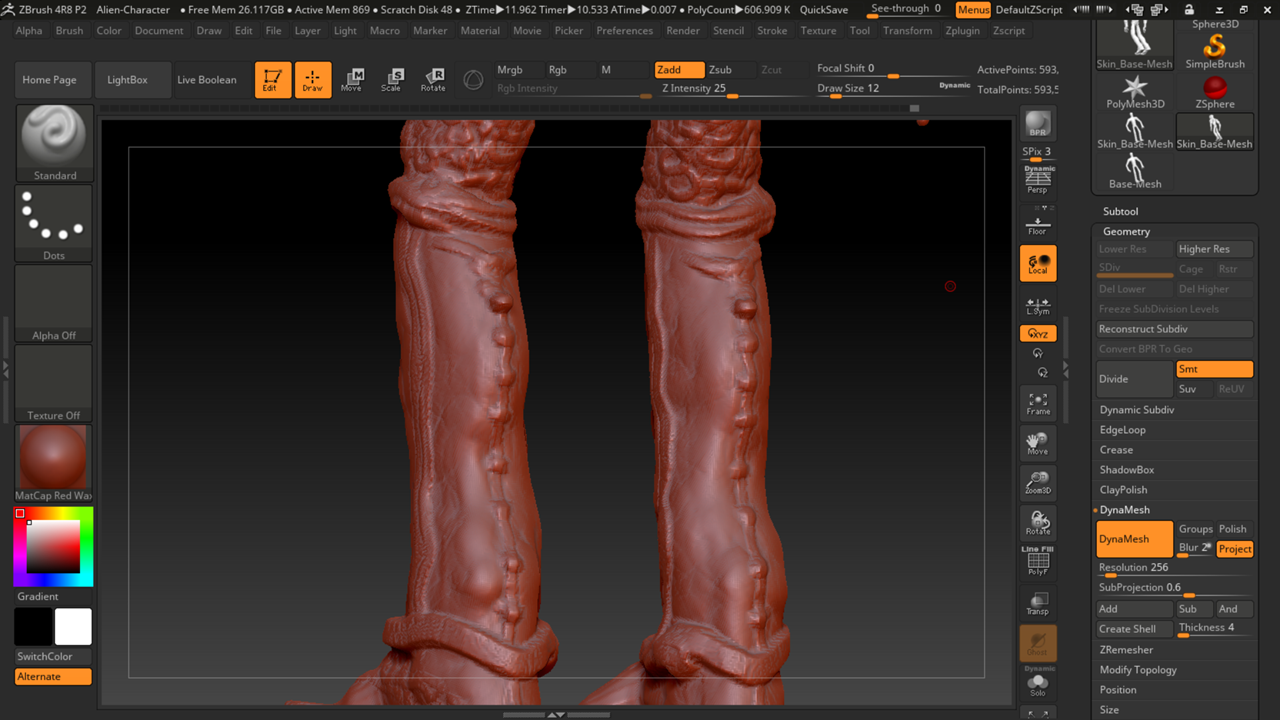 ZBrush 4R8 P2 Alien-Character • Free Mem 26.117GB • Active Mem 869 • Scratch Disk 48 • ZTime▶11.962 Timer▶10.533 ATime▶0.007 • PolyCount▶606.909 K QuickSave See-through 0 Menus DefaultZScript
Alpha Brush Color Document Draw Edit File Layer Light Macro Marker Material Movie Picker Preferences Render Stencil Stroke Texture Tool Transform Zplugin Zscript
Home Page LightBox Live Boolean Edit Draw Move Scale Rotate
M S R
Mrgb Rgb M Zadd Zsub Zcut Focal Shift 0 ActivePoints: 593,
Rgb Intensity Z Intensity 25 Draw Size 12 Dynamic TotalPoints: 593,5
Standard
Dots
Alpha Off
Texture Off
MatCap Red Wax
Gradient
SwitchColor
Alternate
BPR
SPix 3
Dynamic
Persp
Floor
Local
L.Sym
XYZ
Frame
Move
Zoom3D
Rotate
Line Fill
PolyF
Transp
Ghost
Dynamic
Solo
Sphere3D
Skin_Base-Mesh SimpleBrush
PolyMesh3D ZSphere
Skin_Base-Mesh Skin_Base-Mesh
Base-Mesh
Subtool
Geometry
Lower Res Higher Res
SDiv Cage Rstr
Del Lower Del Higher
Freeze SubDivision Levels
Reconstruct Subdiv
Convert BPR To Geo
Divide Smt
Suv ReUV
Dynamic Subdiv
EdgeLoop
Crease
ShadowBox
ClayPolish
DynaMesh
DynaMesh Groups Polish
Blur 2 Project
Resolution 256
SubProjection 0.6
Add Sub And
Create Shell Thickness 4
ZRemesher
Modify Topology
Position
Size